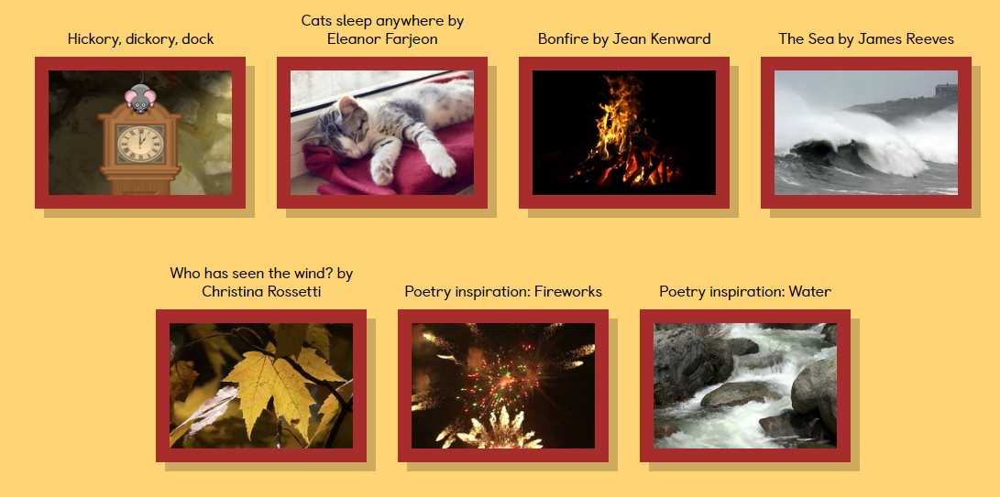 Hickory, dickory, dock
Cats sleep anywhere by
Eleanor Farjeon
Bonfire by Jean Kenward
The Sea by James Reeves
Who has seen the wind? by
Christina Rossetti
Poetry inspiration: Fireworks
Poetry inspiration: Water